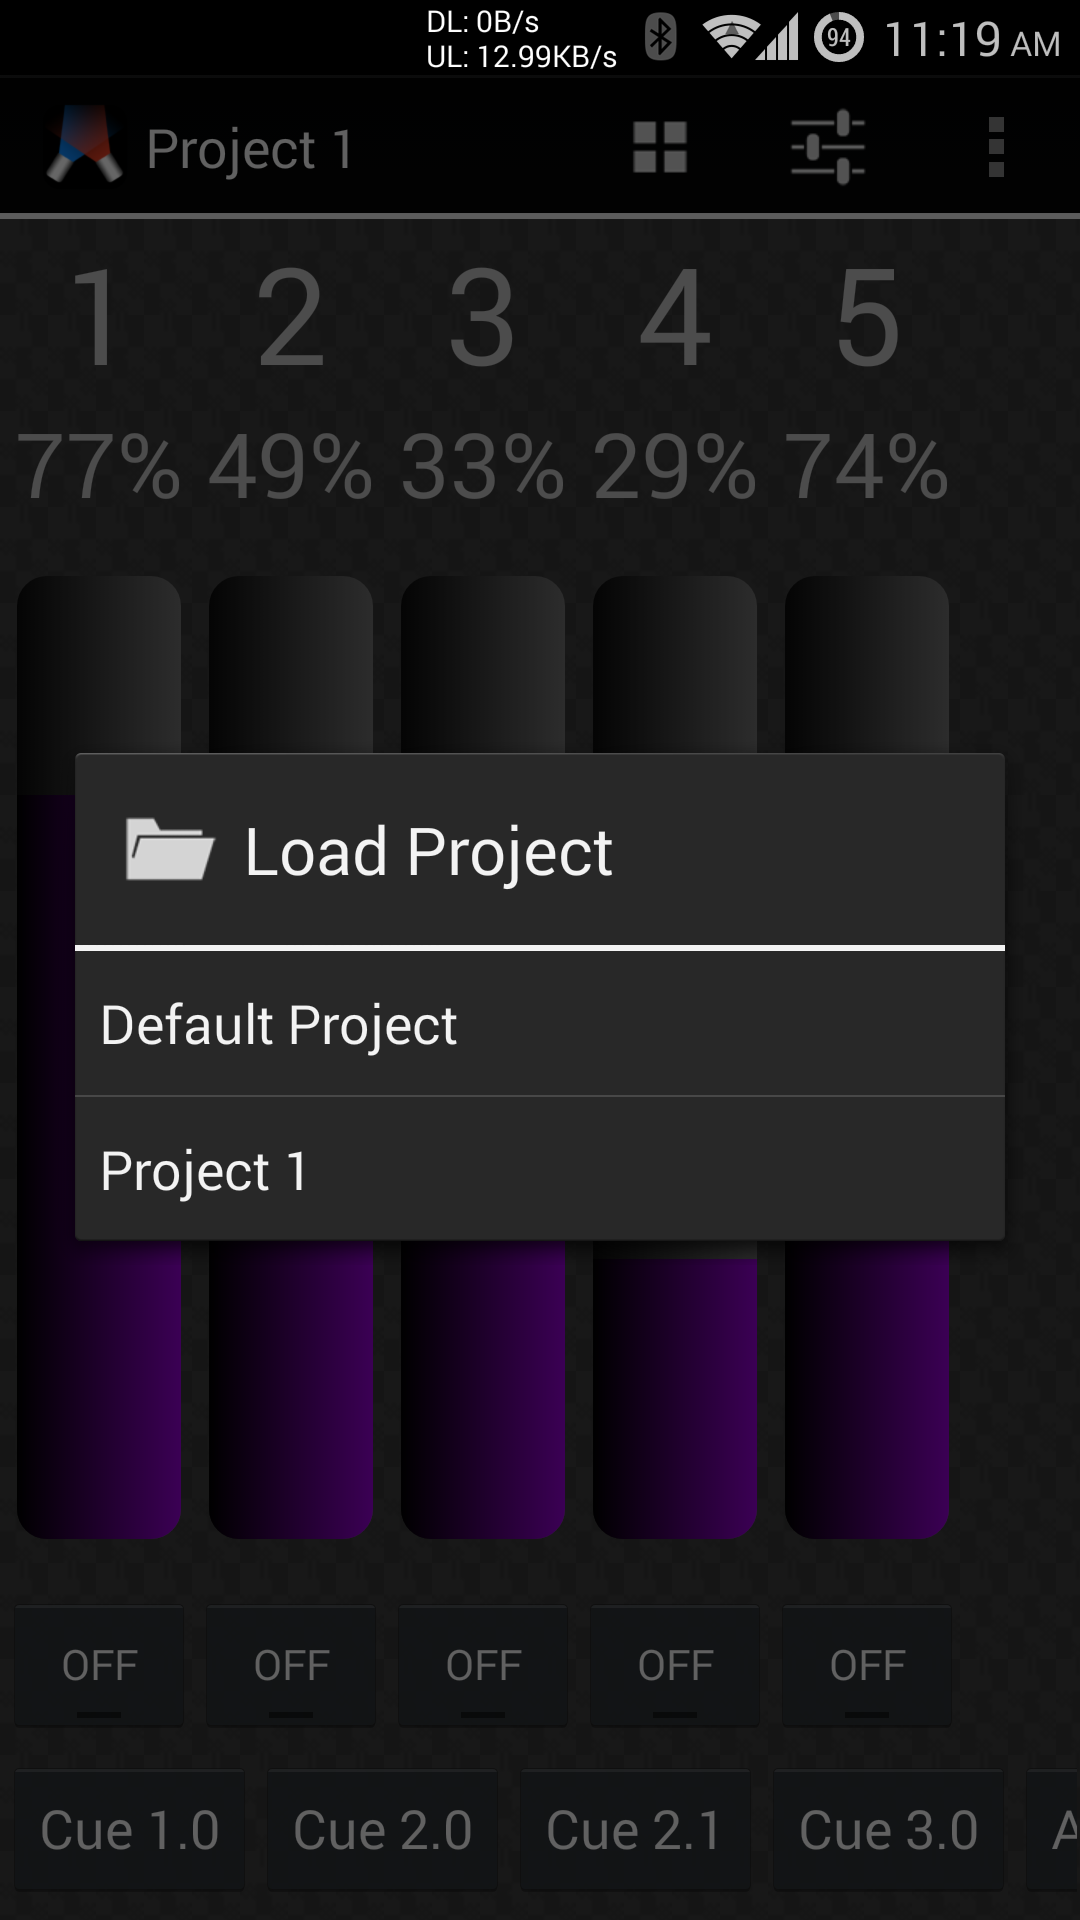 DL: 0B/s
UL: 12.99KB/s
94
11:19 AM
Project 1
1 2 3 4 5
77% 49% 33% 29% 74%
Load Project
Default Project
Project 1
OFF OFF OFF OFF OFF
Cue 1.0 Cue 2.0 Cue 2.1 Cue 3.0